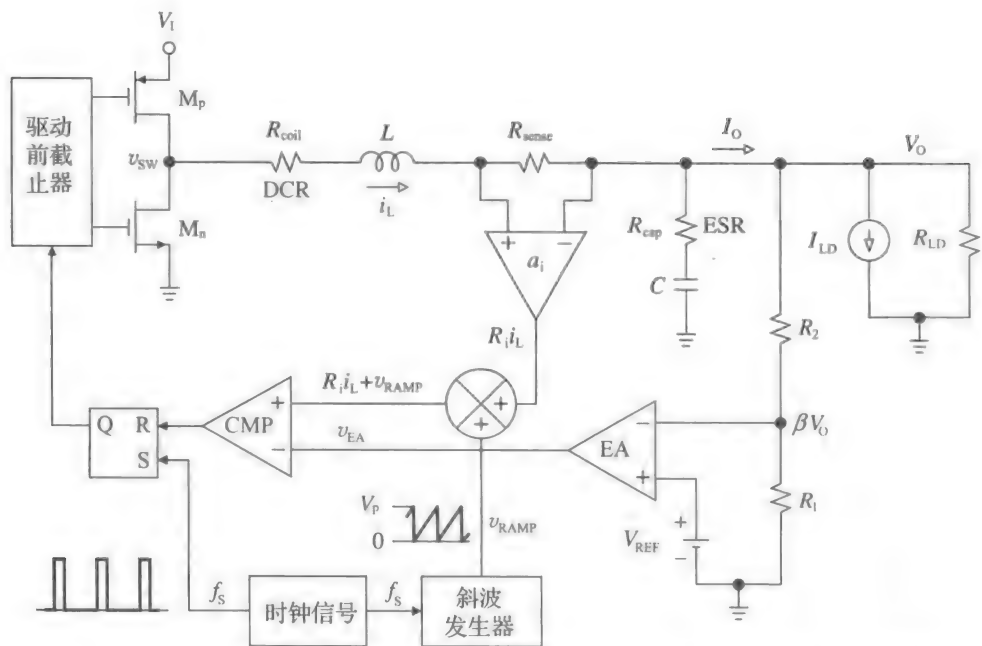 V_I
M_p
驱动
前截
止器
v_SW
M_n
R_coil
DCR
L
i_L
R_sense
I_O
V_O
a_i
+
−
R_cap
ESR
C
I_LD
R_LD
R_i i_L
R_2
R_i i_L+v_RAMP
+
+
Q
R
S
CMP
+
−
v_EA
EA
−
+
βV_O
R_1
V_P
0
v_RAMP
V_REF
+
−
f_S
时钟信号
f_S
斜波
发生器